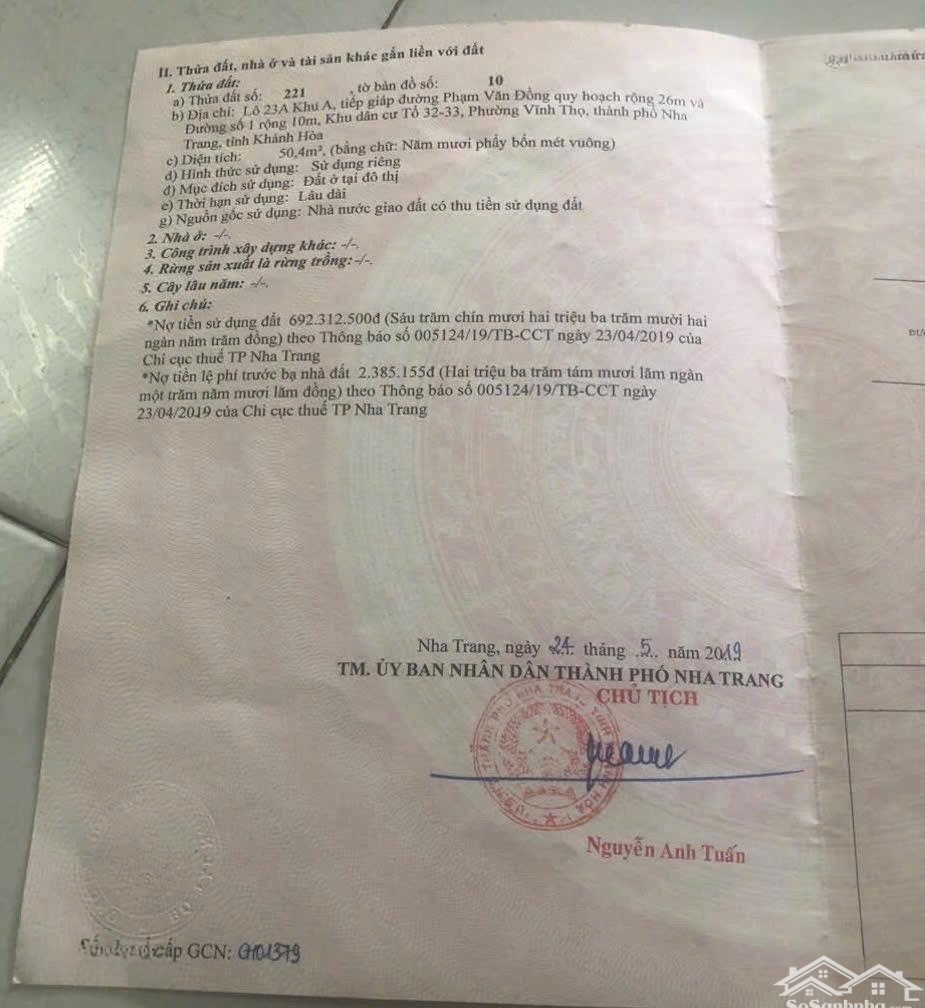 II. Thửa đất, nhà ở và tài sản khác gắn liền với đất
1. Thửa đất:
a) Thửa đất số: 221 , tờ bản đồ số: 10
b) Địa chỉ: Lô 23A Khu A, tiếp giáp đường Phạm Văn Đồng quy hoạch rộng 26m và
Đường số 1 rộng 10m, Khu dân cư Tổ 32-33, Phường Vĩnh Thọ, thành phố Nha
Trang, tỉnh Khánh Hòa
c) Diện tích: 50,4m², (bằng chữ: Năm mươi phẩy bốn mét vuông)
d) Hình thức sử dụng: Sử dụng riêng
đ) Mục đích sử dụng: Đất ở tại đô thị
e) Thời hạn sử dụng: Lâu dài
g) Nguồn gốc sử dụng: Nhà nước giao đất có thu tiền sử dụng đất
2. Nhà ở: -/-.
3. Công trình xây dựng khác: -/-.
4. Rừng sản xuất là rừng trồng: -/-.
5. Cây lâu năm: -/-.
6. Ghi chú:
*Nợ tiền sử dụng đất 692.312.500đ (Sáu trăm chín mươi hai triệu ba trăm mười hai
ngàn năm trăm đồng) theo Thông báo số 005124/19/TB-CCT ngày 23/04/2019 của
Chi cục thuế TP Nha Trang
*Nợ tiền lệ phí trước bạ nhà đất 2.385.155đ (Hai triệu ba trăm tám mươi lăm ngàn
một trăm năm mươi lăm đồng) theo Thông báo số 005124/19/TB-CCT ngày
23/04/2019 của Chi cục thuế TP Nha Trang
Nha Trang, ngày 24 tháng 5 năm 2019
TM. ỦY BAN NHÂN DÂN THÀNH PHỐ NHA TRANG
CHỦ TỊCH
Nguyễn Anh Tuấn
cấp GCN: CH01379